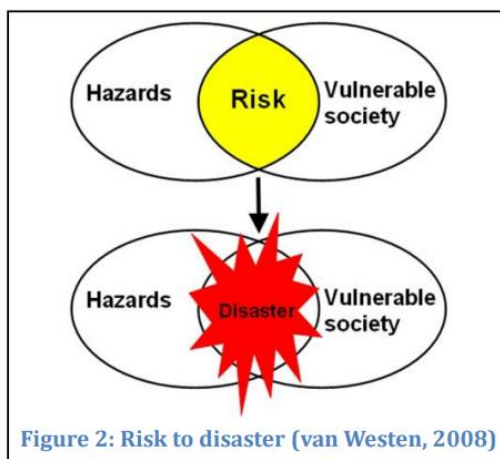 Hazards
Risk
Vulnerable
society
Hazards
Disaster
Vulnerable
society
Figure 2: Risk to disaster (van Westen, 2008)